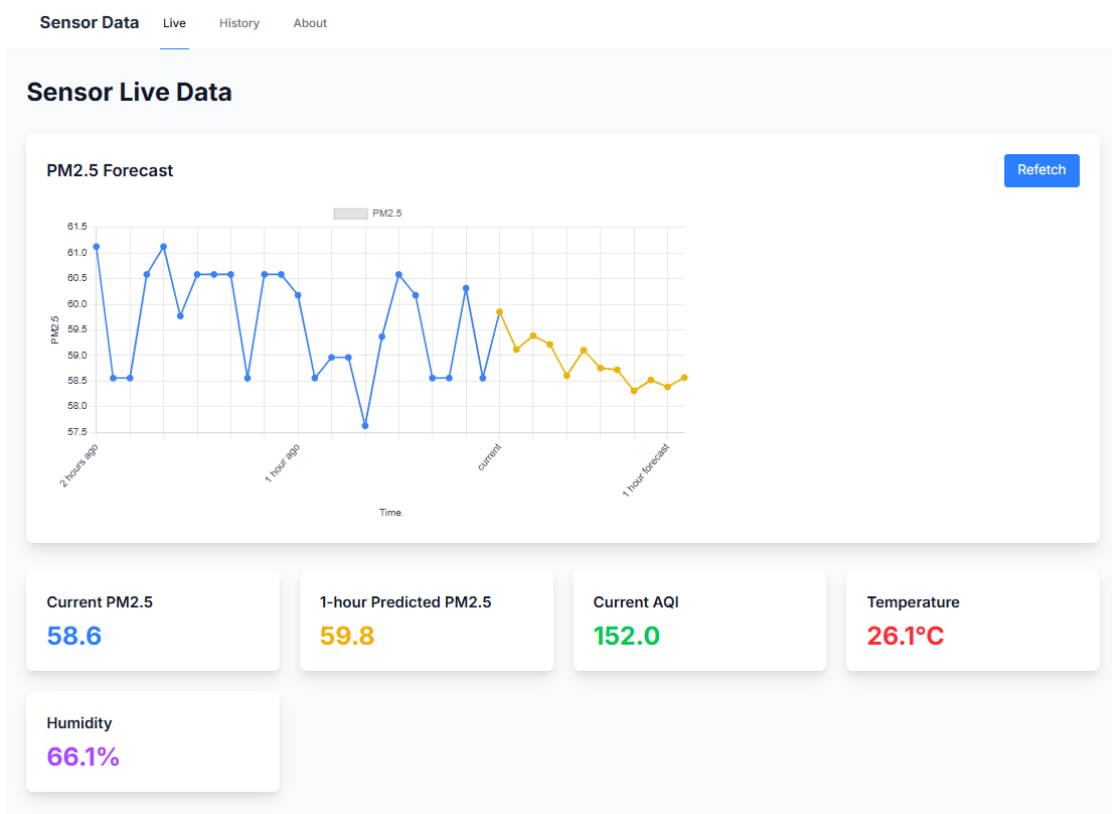 Sensor Data Live History About
Sensor Live Data
PM2.5 Forecast
Refetch
PM2.5
61.5
61.0
60.5
60.0
59.5
59.0
58.5
58.0
57.5
PM2.5
2 hours ago
1 hour ago
current
1 hour forecast
Time
Current PM2.5
58.6
1-hour Predicted PM2.5
59.8
Current AQI
152.0
Temperature
26.1°C
Humidity
66.1%